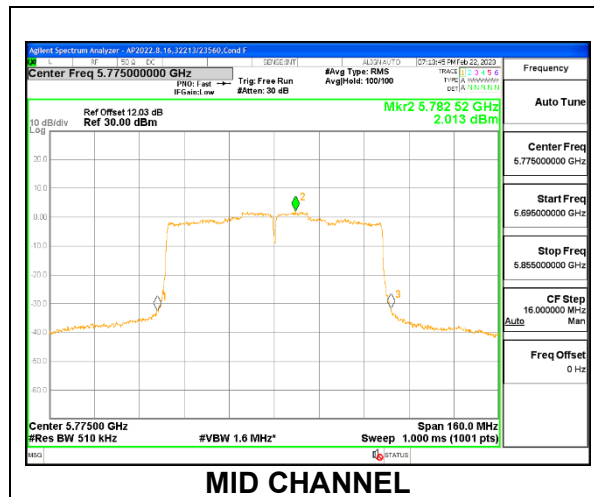 Agilent Spectrum Analyzer - AP2022.8.16,32213/23560,Cond F
L RF 50 Ω DC SENSE:INT ALIGN AUTO 07:13:45 PM Feb 22, 2023
Center Freq 5.775000000 GHz #Avg Type: RMS TRACE 1 2 3 4 5 6 Frequency
PNO: Fast Trig: Free Run Avg|Hold: 100/100 TYPE A
IFGain:Low #Atten: 30 dB DET A N N N N N
Auto Tune
Mkr2 5.782 52 GHz
Ref Offset 12.03 dB
10 dB/div Ref 30.00 dBm 2.013 dBm
Log
Center Freq
5.775000000 GHz
20.0
10.0
Start Freq
5.695000000 GHz
2
0.00
-10.0
Stop Freq
5.855000000 GHz
-20.0
3
-30.0
CF Step
16.000000 MHz
Auto Man
-40.0
-50.0
Freq Offset
0 Hz
-60.0
Center 5.77500 GHz Span 160.0 MHz
#Res BW 510 kHz #VBW 1.6 MHz* Sweep 1.000 ms (1001 pts)
MSG STATUS
MID CHANNEL